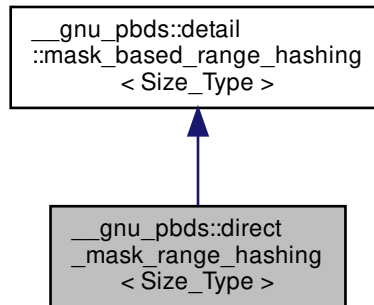 __gnu_pbds::detail
::mask_based_range_hashing
< Size_Type >
__gnu_pbds::direct
_mask_range_hashing
< Size_Type >